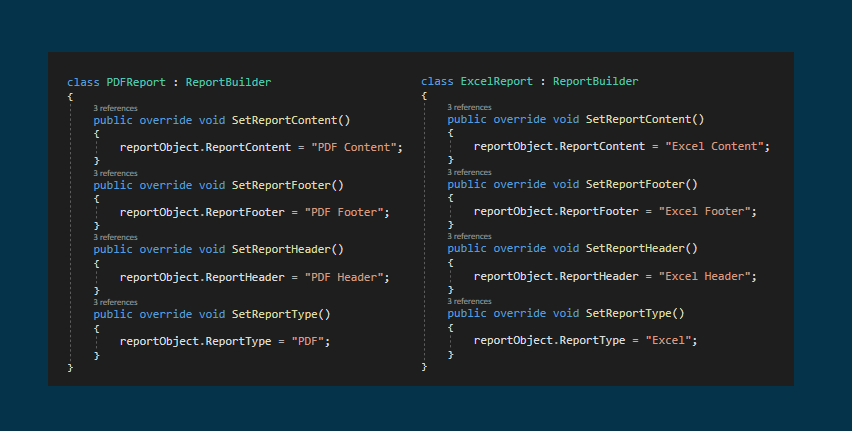 class PDFReport : ReportBuilder
{
3 references
public override void SetReportContent()
{
reportObject.ReportContent = "PDF Content";
}
3 references
public override void SetReportFooter()
{
reportObject.ReportFooter = "PDF Footer";
}
3 references
public override void SetReportHeader()
{
reportObject.ReportHeader = "PDF Header";
}
3 references
public override void SetReportType()
{
reportObject.ReportType = "PDF";
}
}
class ExcelReport : ReportBuilder
{
3 references
public override void SetReportContent()
{
reportObject.ReportContent = "Excel Content";
}
3 references
public override void SetReportFooter()
{
reportObject.ReportFooter = "Excel Footer";
}
3 references
public override void SetReportHeader()
{
reportObject.ReportHeader = "Excel Header";
}
3 references
public override void SetReportType()
{
reportObject.ReportType = "Excel";
}
}